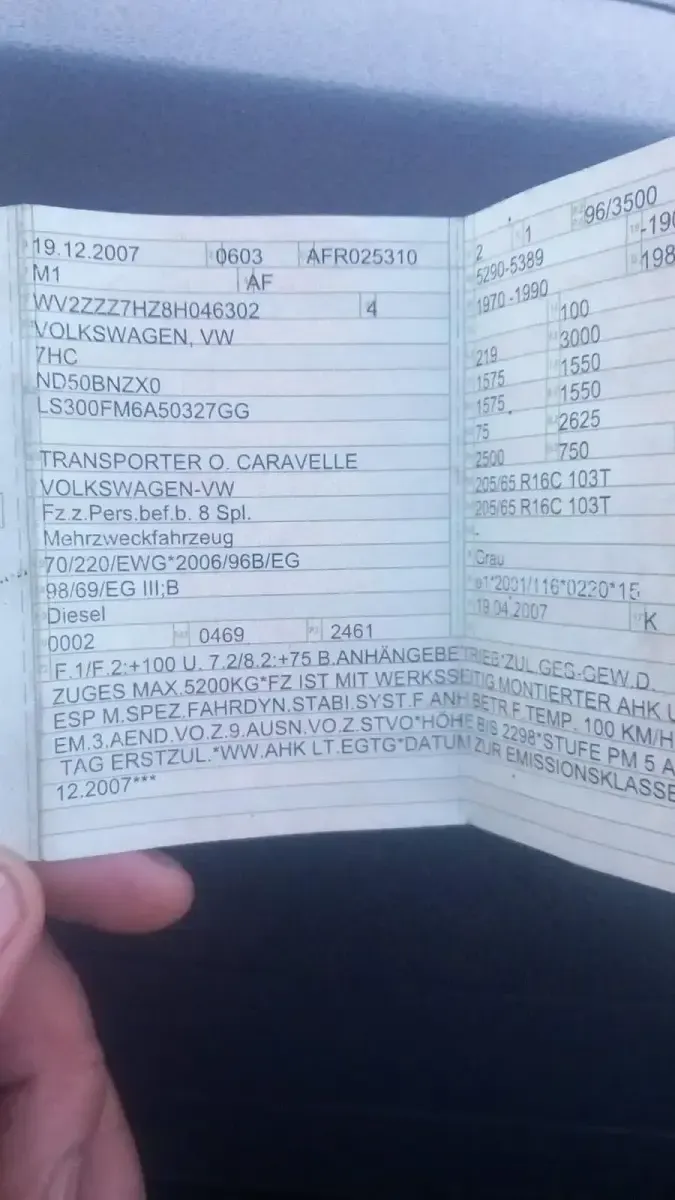 19.12.2007 0603 AFR025310
M1 AF
WV2ZZZ7HZ8H046302 4
VOLKSWAGEN, VW
7HC
ND50BNZX0
LS300FM6A50327GG
TRANSPORTER O. CARAVELLE
VOLKSWAGEN-VW
Fz.z.Pers.bef.b. 8 Spl.
Mehrzweckfahrzeug
70/220/EWG*2006/96B/EG
98/69/EG III;B
Diesel
0002 0469 2461
2 1 96/3500
5290-5389 -190
1970-1990 198
100
219 3000
1575 1550
1575 1550
75 2625
2500 750
205/65 R16C 103T
205/65 R16C 103T
-
Grau
e1*2001/116*0220*15
19.04.2007 K
F.1/F.2:+100 U. 7.2/8.2:+75 B.ANHÄNGEBETRIEB*ZUL.GES-GEW.D.
ZUGES MAX.5200KG*FZ IST MIT WERKSSEITIG MONTIERTER AHK U
ESP M.SPEZ.FAHRDYN.STABI.SYST.F ANH BETR.F.TEMP. 100 KM/H
EM.3.AEND.VO.Z.9.AUSN.VO.Z.STVO*HÖHE BIS 2298*STUFE PM 5 A
TAG ERSTZUL.*WW.AHK LT.EGTG*DATUM ZUR EMISSIONSKLASSE
12.2007***